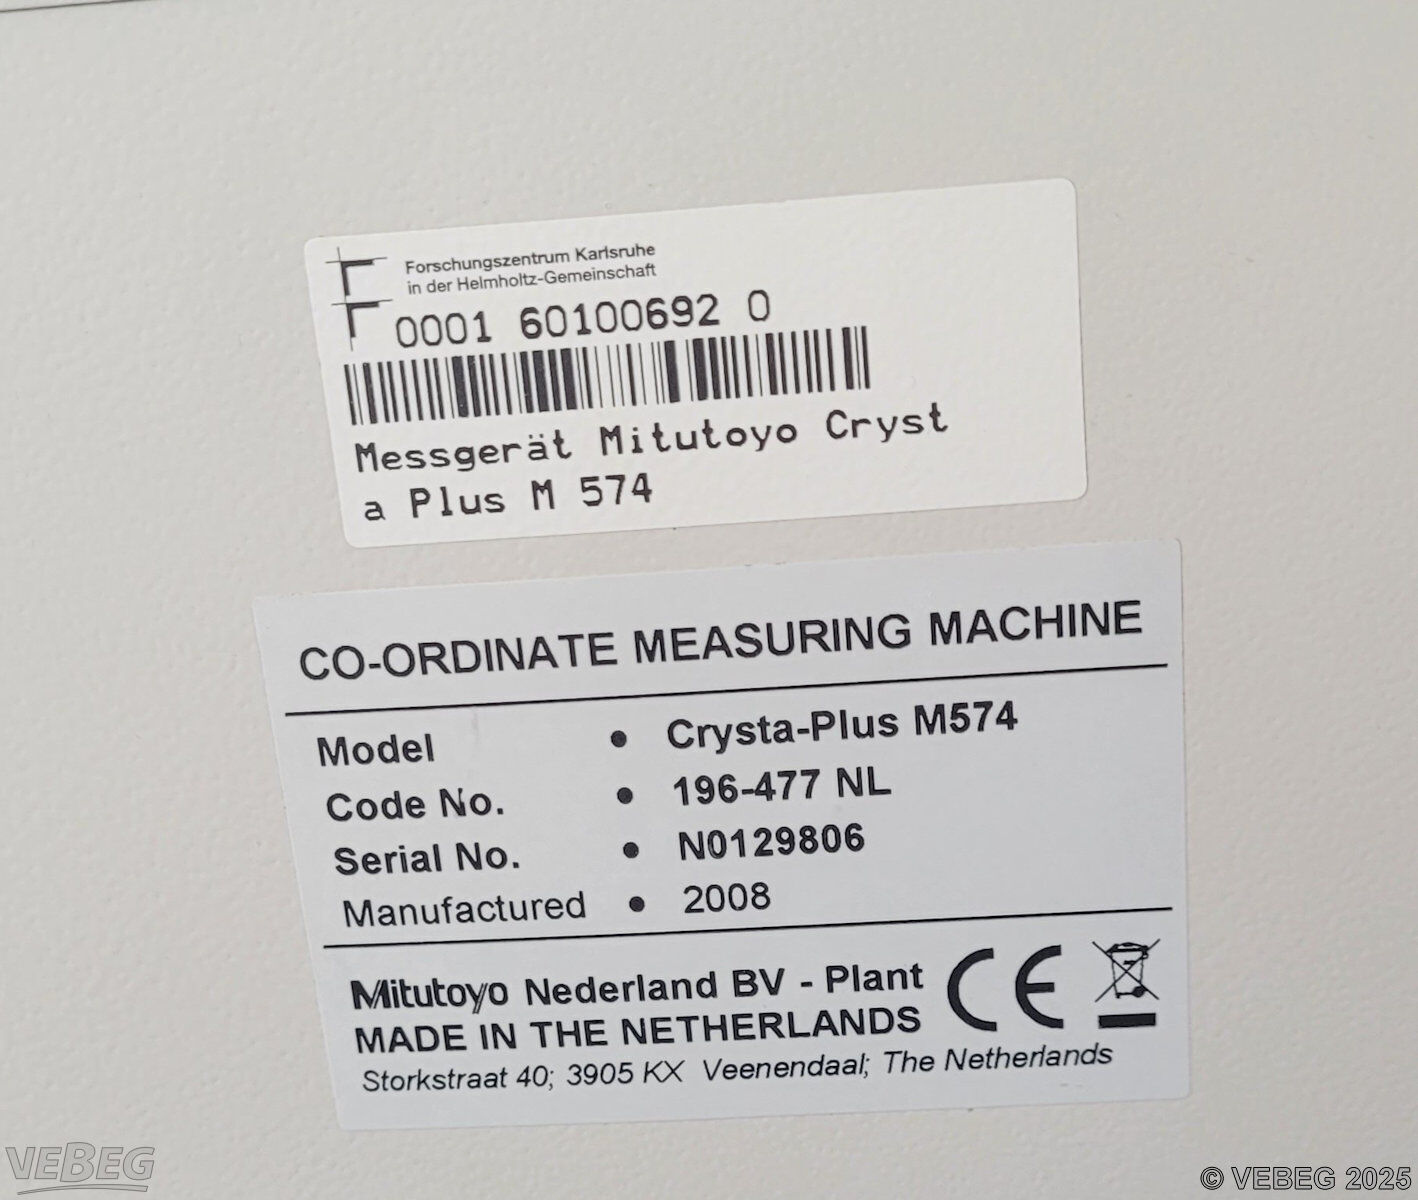 Forschungszentrum Karlsruhe
in der Helmholtz-Gemeinschaft
0001 60100692 0
Messgerät Mitutoyo Cryst
a Plus M 574
CO-ORDINATE MEASURING MACHINE
Model • Crysta-Plus M574
Code No. • 196-477 NL
Serial No. • N0129806
Manufactured • 2008
Mitutoyo Nederland BV - Plant
MADE IN THE NETHERLANDS
Storkstraat 40; 3905 KX Veenendaal; The Netherlands
CE
VEBEG
© VEBEG 2025